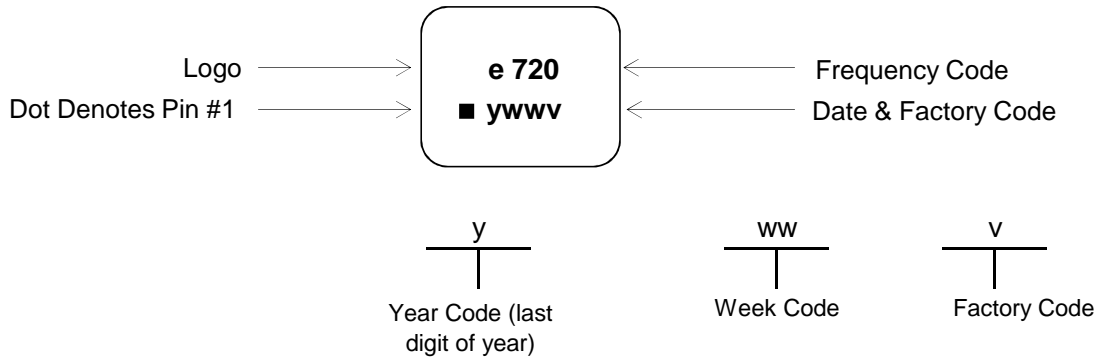 Logo
e 720
Frequency Code
Dot Denotes Pin #1
■ ywwv
Date & Factory Code
y
ww
v
Year Code (last
digit of year)
Week Code
Factory Code